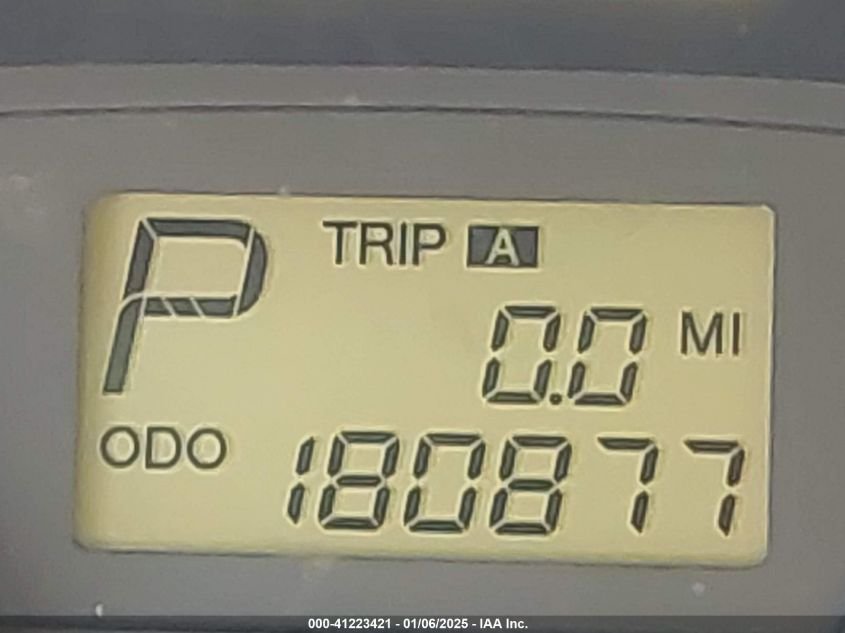 P TRIP A
0.0 MI
ODO 180877
000-41223421 - 01/06/2025 - IAA Inc.